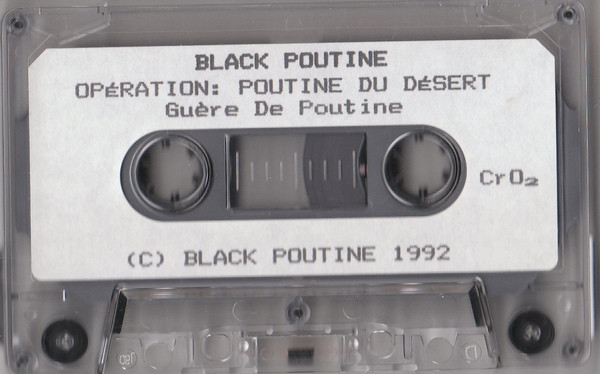 BLACK POUTINE
OPéRATION: POUTINE DU DéSERT
Guère De Poutine
CrO₂
(C) BLACK POUTINE 1992